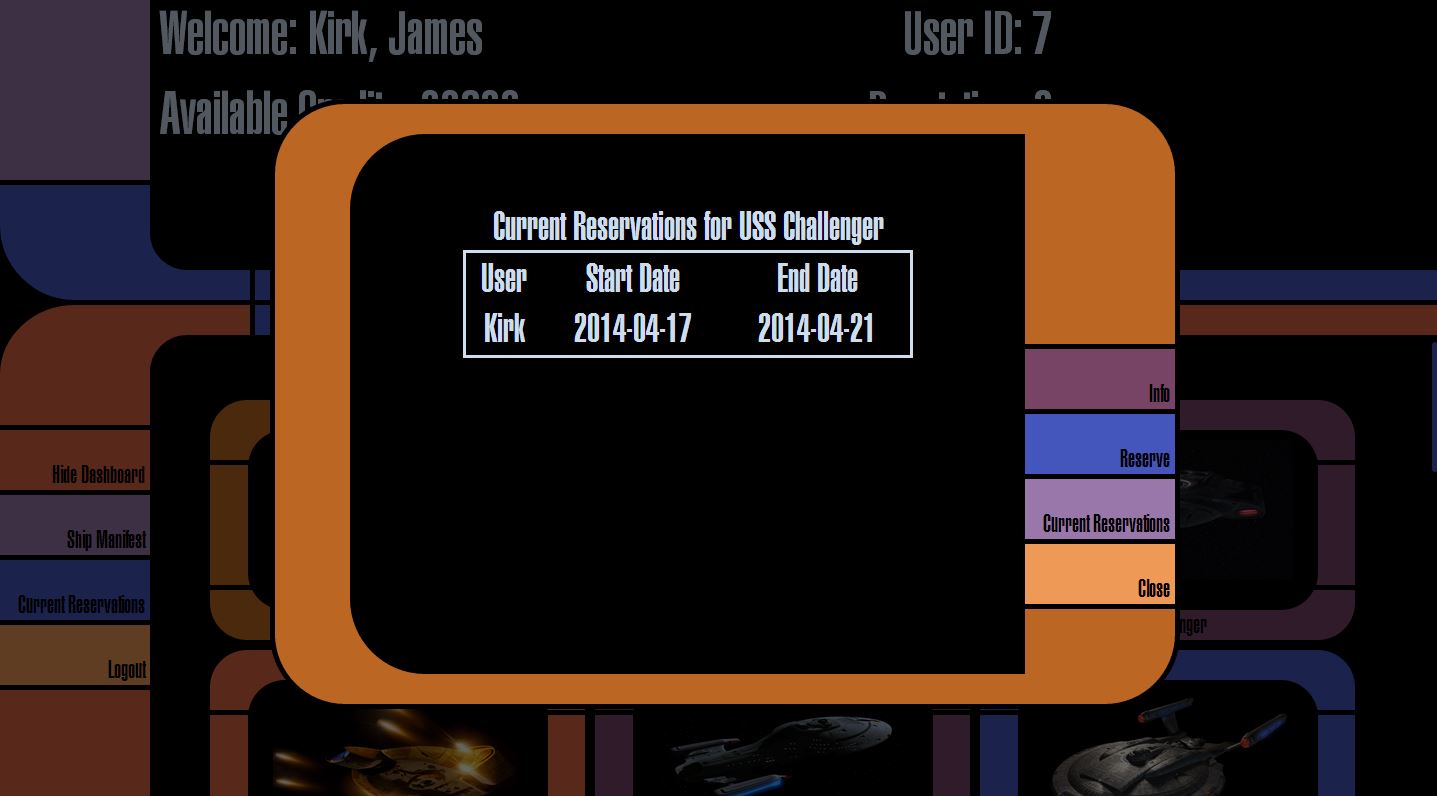 Welcome: Kirk, James
User ID: 7
Available
Current Reservations for USS Challenger
User Start Date End Date
Kirk 2014-04-17 2014-04-21
Info
Reserve
Current Reservations
Close
Hide Dashboard
Ship Manifest
Current Reservations
Logout